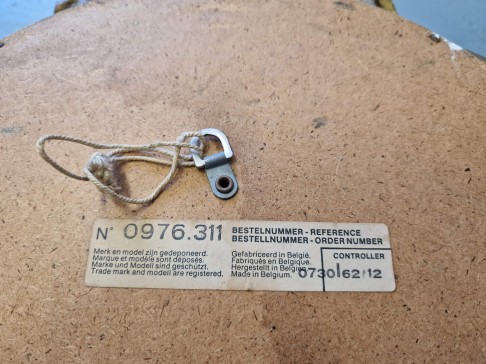 N° 0976.311 BESTELNUMMER - REFERENCE
BESTELLNUMMER - ORDER NUMBER
Merk en model zijn gedeponeerd.
Marque et modèle sont déposés.
Marke und Modell sind geschutzt.
Trade mark and modell are registered.
Gefabriceerd in België.
Fabriqués en Belgique.
Hergestellt in Belgien
Made in Belgium.
CONTROLLER
0730/62/12